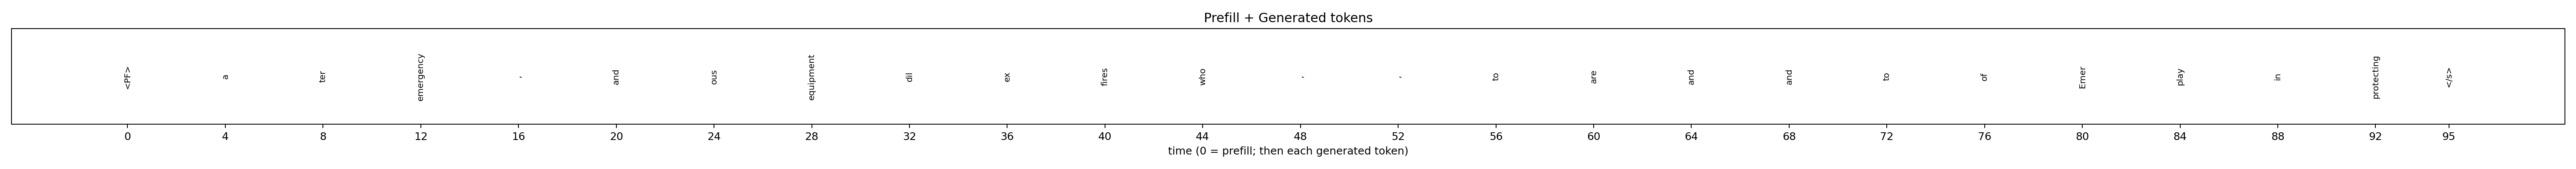 Prefill + Generated tokens
<PF> a ter emergency , and ous equipment dil ex fires who , , to are and and to of Emer play in protecting </s>
0 4 8 12 16 20 24 28 32 36 40 44 48 52 56 60 64 68 72 76 80 84 88 92 95
time (0 = prefill; then each generated token)